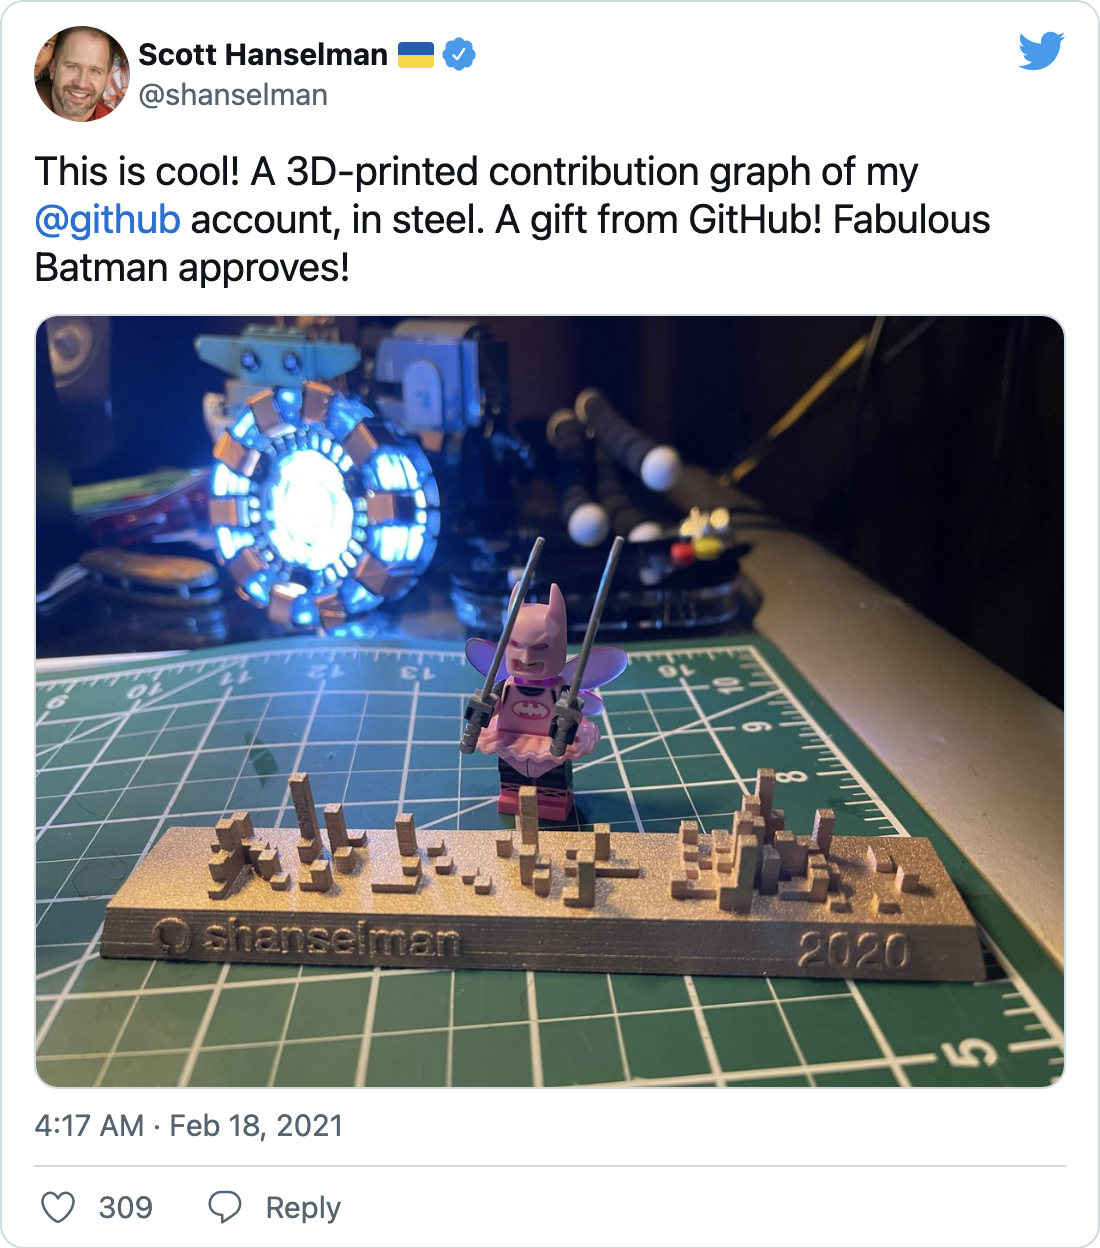 Scott Hanselman 🇺🇦
@shanselman
This is cool! A 3D-printed contribution graph of my
@github account, in steel. A gift from GitHub! Fabulous
Batman approves!
9 10 11 12 13 16
10
9
8
5
shanselman 2020
4:17 AM · Feb 18, 2021
309 Reply